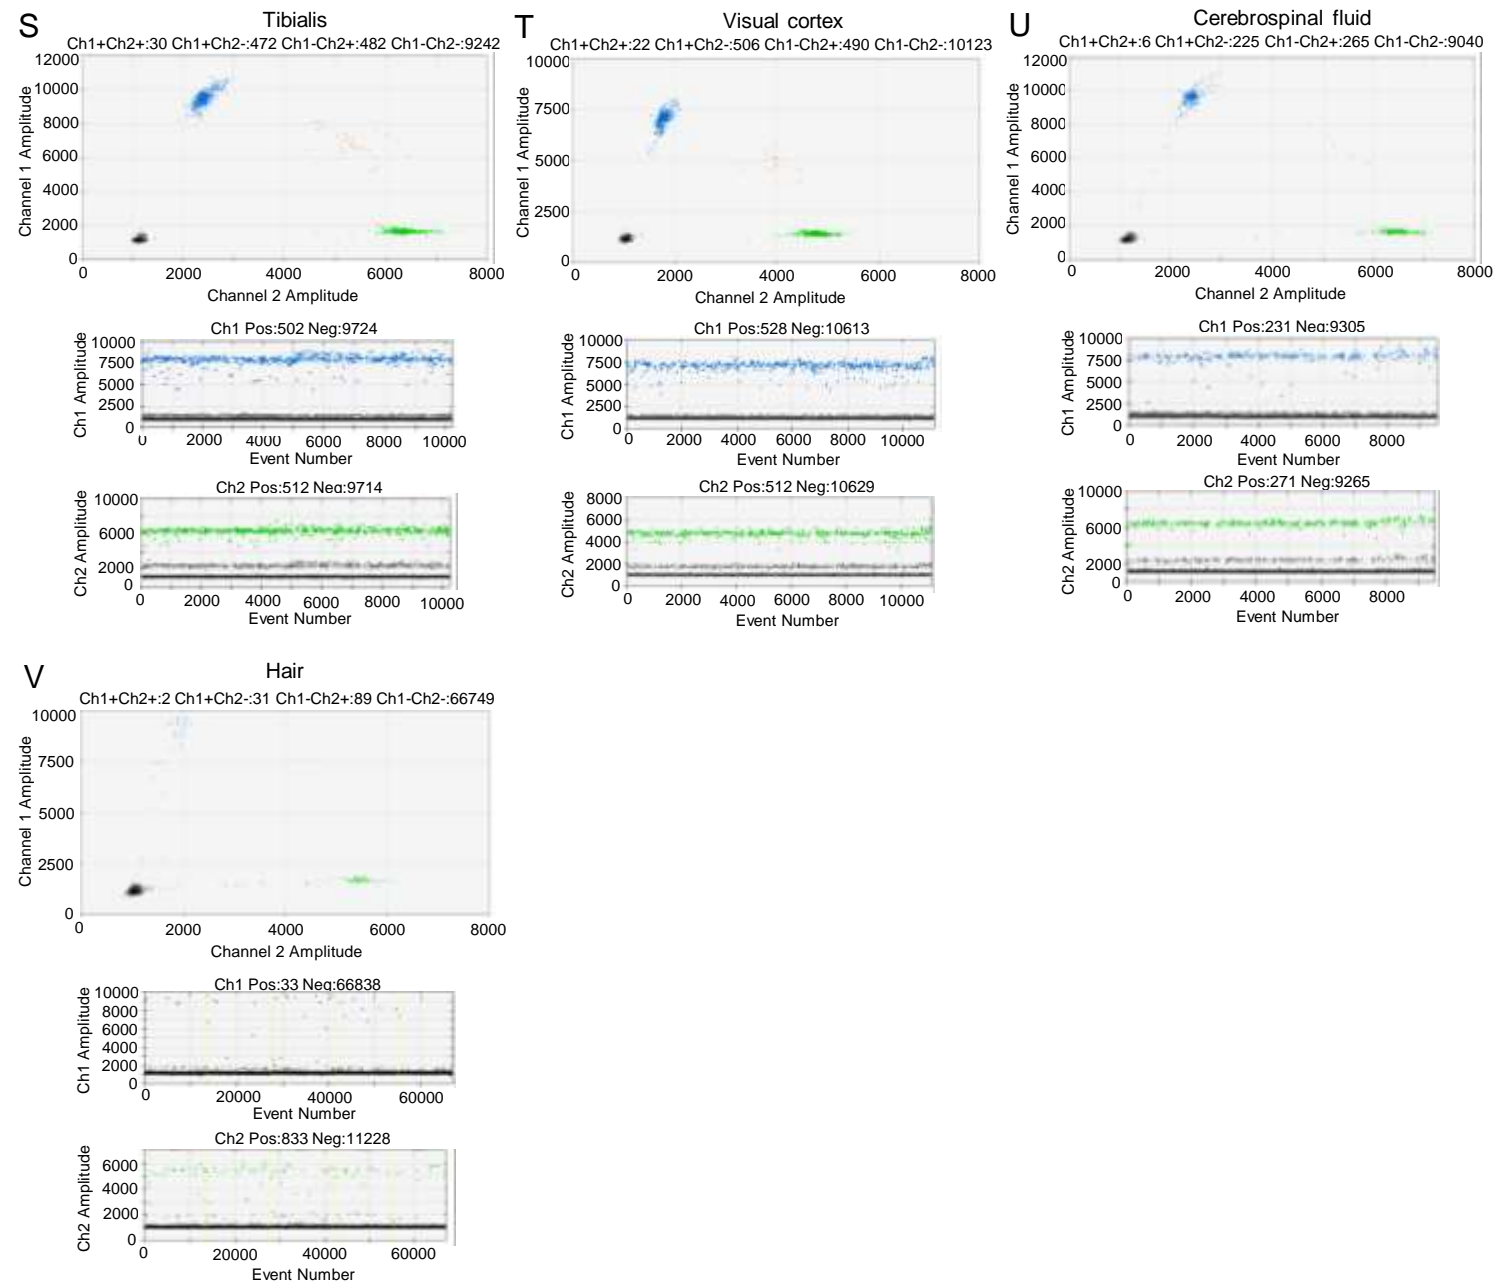 S Tibialis
Ch1+Ch2+:30 Ch1+Ch2-:472 Ch1-Ch2+:482 Ch1-Ch2-:9242
12000
10000
8000
6000
4000
2000
0
Channel 1 Amplitude
0 2000 4000 6000 8000
Channel 2 Amplitude
Ch1 Pos:502 Neg:9724
10000
7500
5000
2500
0
Ch1 Amplitude
0 2000 4000 6000 8000 10000
Event Number
Ch2 Pos:512 Neg:9714
10000
6000
2000
0
Ch2 Amplitude
0 2000 4000 6000 8000 10000
Event Number
T Visual cortex
Ch1+Ch2+:22 Ch1+Ch2-:506 Ch1-Ch2+:490 Ch1-Ch2-:10123
10000
7500
5000
2500
0
Channel 1 Amplitude
0 2000 4000 6000 8000
Channel 2 Amplitude
Ch1 Pos:528 Neg:10613
10000
7500
5000
2500
0
Ch1 Amplitude
0 2000 4000 6000 8000 10000
Event Number
Ch2 Pos:512 Neg:10629
8000
6000
4000
2000
0
Ch2 Amplitude
0 2000 4000 6000 8000 10000
Event Number
U Cerebrospinal fluid
Ch1+Ch2+:6 Ch1+Ch2-:225 Ch1-Ch2+:265 Ch1-Ch2-:9040
12000
10000
8000
6000
4000
2000
0
Channel 1 Amplitude
0 2000 4000 6000 8000
Channel 2 Amplitude
Ch1 Pos:231 Neg:9305
10000
7500
5000
2500
0
Ch1 Amplitude
0 2000 4000 6000 8000
Event Number
Ch2 Pos:271 Neg:9265
10000
6000
2000
0
Ch2 Amplitude
0 2000 4000 6000 8000
Event Number
V Hair
Ch1+Ch2+:2 Ch1+Ch2-:31 Ch1-Ch2+:89 Ch1-Ch2-:66749
10000
7500
5000
2500
0
Channel 1 Amplitude
0 2000 4000 6000 8000
Channel 2 Amplitude
Ch1 Pos:33 Neg:66838
10000
8000
6000
4000
2000
0
Ch1 Amplitude
0 20000 40000 60000
Event Number
Ch2 Pos:833 Neg:11228
6000
4000
2000
0
Ch2 Amplitude
0 20000 40000 60000
Event Number